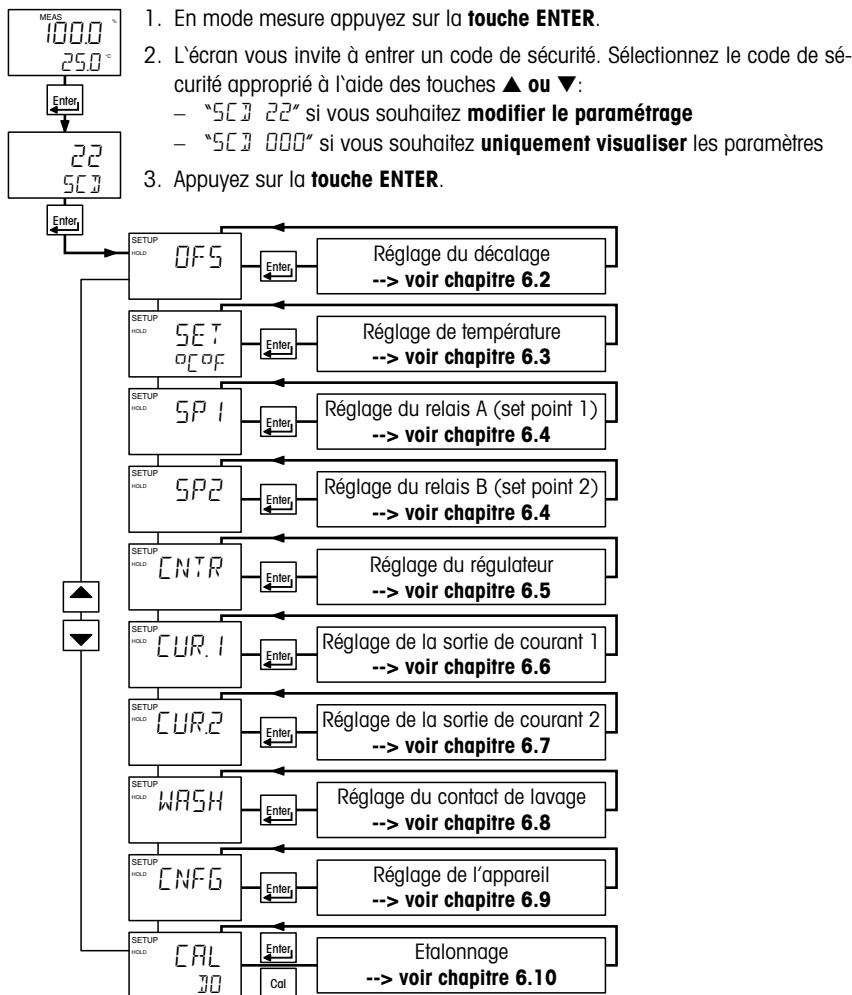 MEAS
100.0 %
25.0 °C
Enter
22
SCD
Enter
1. En mode mesure appuyez sur la touche ENTER.
2. L‘écran vous invite à entrer un code de sécurité. Sélectionnez le code de sé-
curité approprié à l‘aide des touches ▲ ou ▼:
– "SCD 22" si vous souhaitez modifier le paramétrage
– "SCD 000" si vous souhaitez uniquement visualiser les paramètres
3. Appuyez sur la touche ENTER.
SETUP
HOLD
OFS
Enter
Réglage du décalage
--> voir chapitre 6.2
SETUP
HOLD
SET
°C°F
Enter
Réglage de température
--> voir chapitre 6.3
SETUP
HOLD
SP1
Enter
Réglage du relais A (set point 1)
--> voir chapitre 6.4
SETUP
HOLD
SP2
Enter
Réglage du relais B (set point 2)
--> voir chapitre 6.4
SETUP
HOLD
CNTR
Enter
Réglage du régulateur
--> voir chapitre 6.5
SETUP
HOLD
CUR.1
Enter
Réglage de la sortie de courant 1
--> voir chapitre 6.6
SETUP
HOLD
CUR.2
Enter
Réglage de la sortie de courant 2
--> voir chapitre 6.7
SETUP
HOLD
WASH
Enter
Réglage du contact de lavage
--> voir chapitre 6.8
SETUP
HOLD
CNFG
Enter
Réglage de l’appareil
--> voir chapitre 6.9
SETUP
HOLD
CAL
DO
Enter
Cal
Etalonnage
--> voir chapitre 6.10